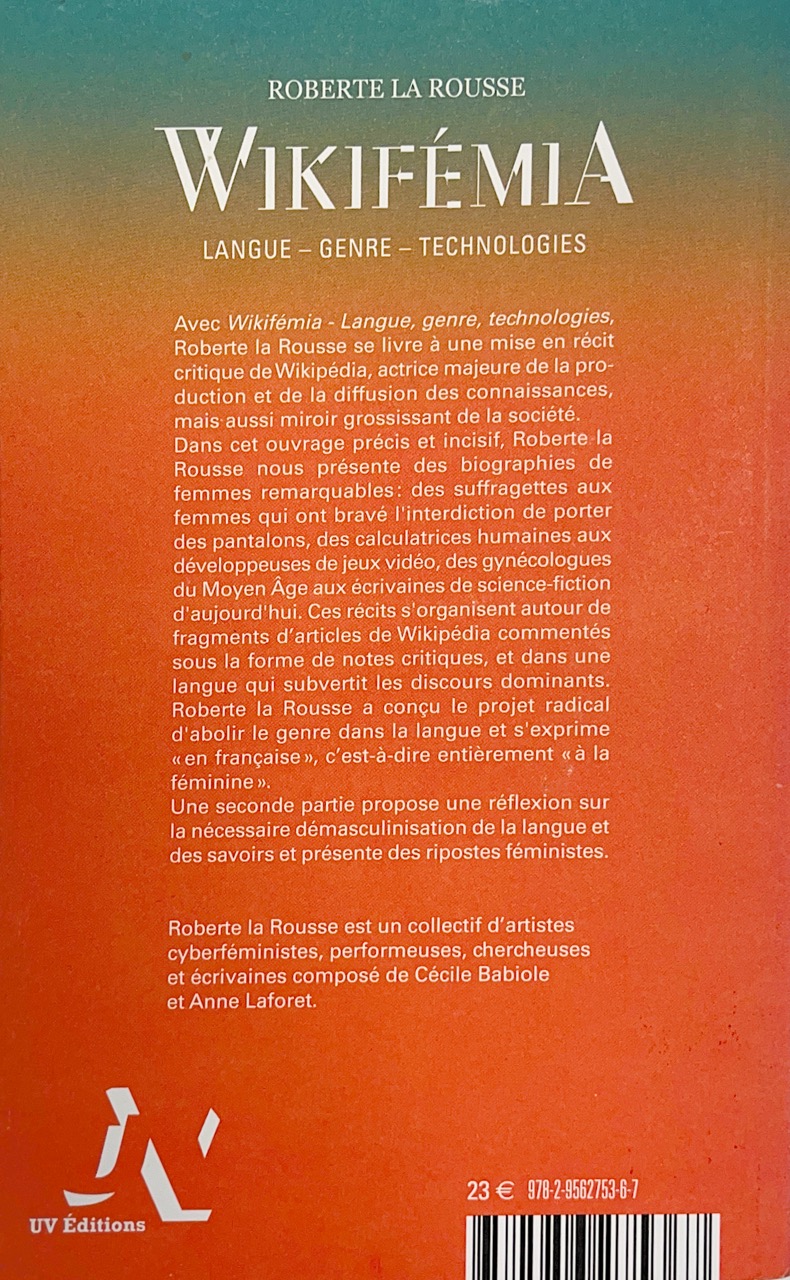 ROBERTE LA ROUSSE
WIKIFÉMIA
LANGUE – GENRE – TECHNOLOGIES
Avec Wikifémia - Langue, genre, technologies,
Roberte la Rousse se livre à une mise en récit
critique de Wikipédia, actrice majeure de la pro-
duction et de la diffusion des connaissances,
mais aussi miroir grossissant de la société.
Dans cet ouvrage précis et incisif, Roberte la
Rousse nous présente des biographies de
femmes remarquables : des suffragettes aux
femmes qui ont bravé l'interdiction de porter
des pantalons, des calculatrices humaines aux
développeuses de jeux vidéo, des gynécologues
du Moyen Âge aux écrivaines de science-fiction
d'aujourd'hui. Ces récits s'organisent autour de
fragments d’articles de Wikipédia commentés
sous la forme de notes critiques, et dans une
langue qui subvertit les discours dominants.
Roberte la Rousse a conçu le projet radical
d'abolir le genre dans la langue et s'exprime
« en française », c’est-à-dire entièrement « à la
féminine ».
Une seconde partie propose une réflexion sur
la nécessaire démasculinisation de la langue et
des savoirs et présente des ripostes féministes.
Roberte la Rousse est un collectif d’artistes
cyberféministes, performeuses, chercheuses
et écrivaines composé de Cécile Babiole
et Anne Laforet.
UV Éditions
23 € 978-2-9562753-6-7